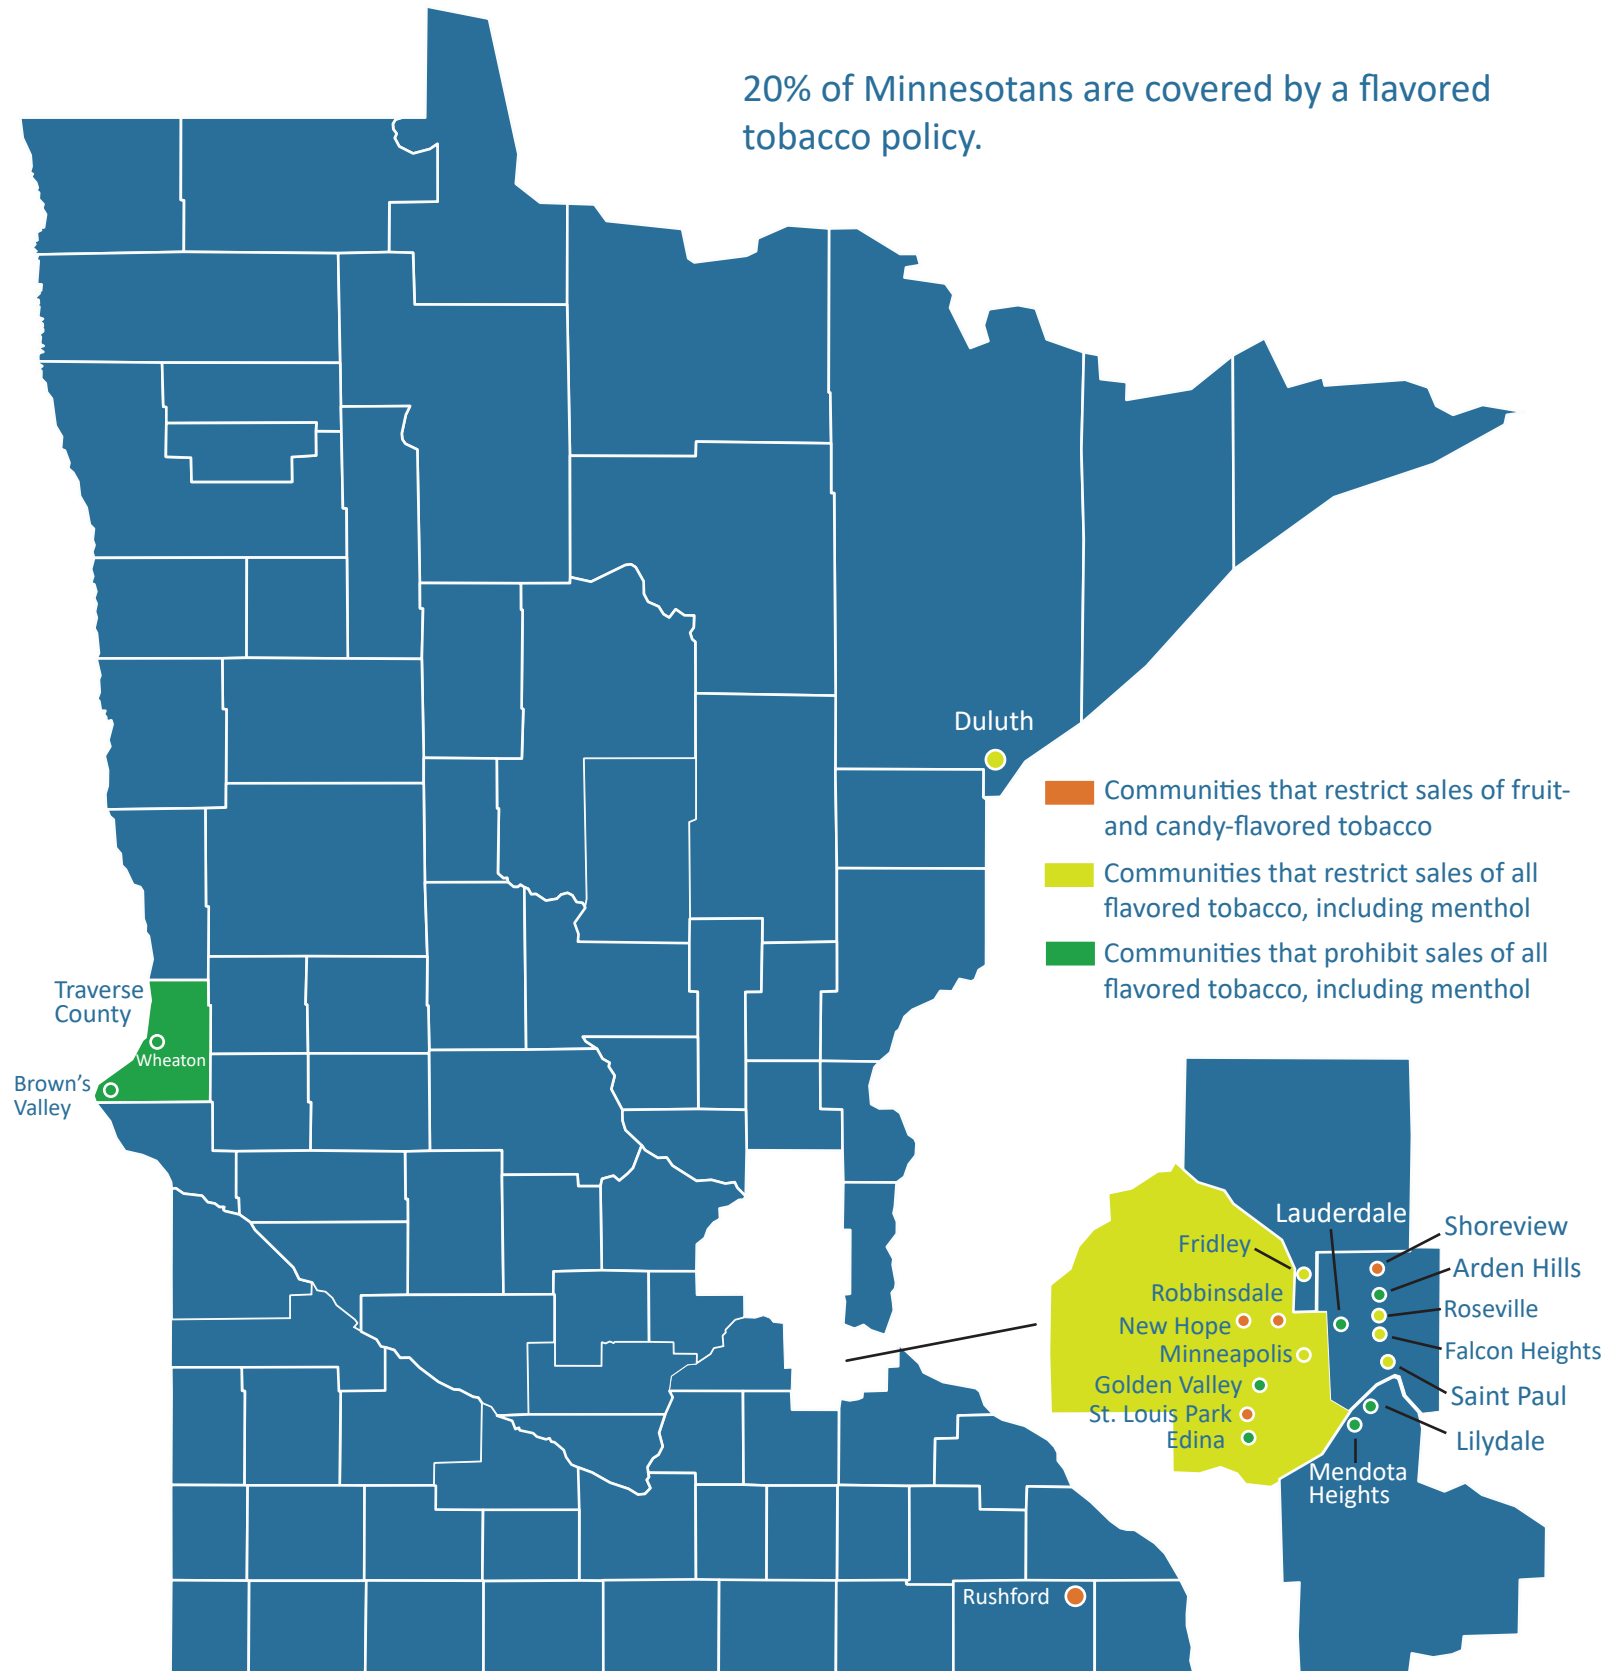 20% of Minnesotans are covered by a flavored
tobacco policy.
Duluth
Communities that restrict sales of fruit-
and candy-flavored tobacco
Communities that restrict sales of all
flavored tobacco, including menthol
Communities that prohibit sales of all
flavored tobacco, including menthol
Traverse
County
Wheaton
Brown's
Valley
Lauderdale
Shoreview
Fridley
Arden Hills
Robbinsdale
Roseville
New Hope
Minneapolis
Falcon Heights
Golden Valley
Saint Paul
St. Louis Park
Edina
Lilydale
Mendota
Heights
Rushford